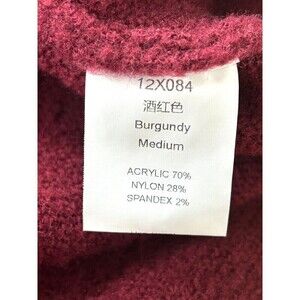 12X084
酒红色
Burgundy
Medium
ACRYLIC 70%
NYLON 28%
SPANDEX 2%